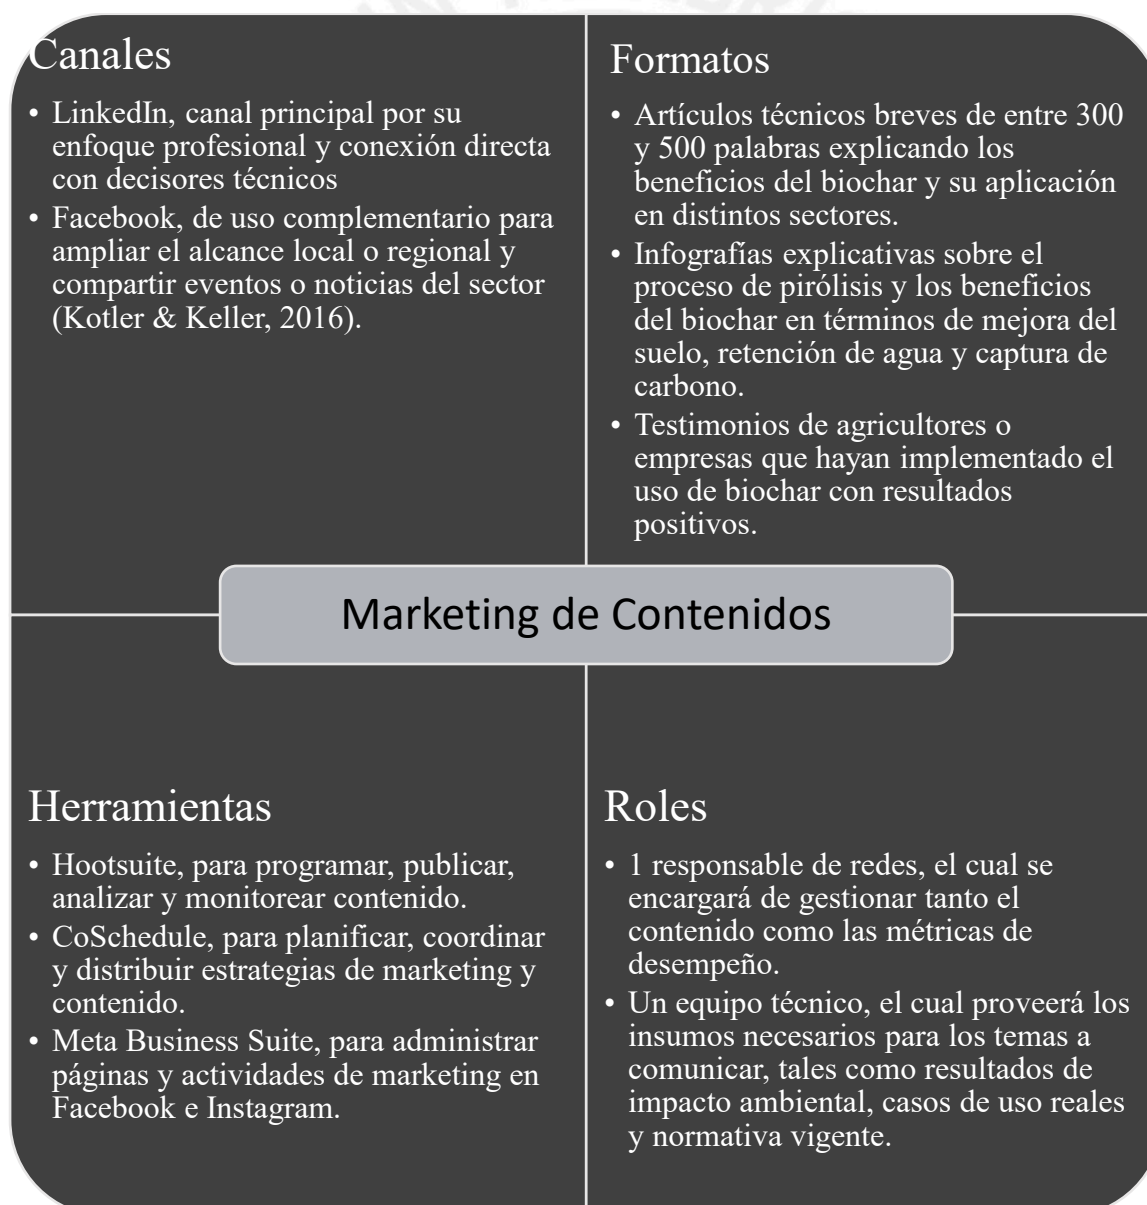 Canales
• LinkedIn, canal principal por su
enfoque profesional y conexión directa
con decisores técnicos
• Facebook, de uso complementario para
ampliar el alcance local o regional y
compartir eventos o noticias del sector
(Kotler & Keller, 2016).
Formatos
• Artículos técnicos breves de entre 300
y 500 palabras explicando los
beneficios del biochar y su aplicación
en distintos sectores.
• Infografías explicativas sobre el
proceso de pirólisis y los beneficios
del biochar en términos de mejora del
suelo, retención de agua y captura de
carbono.
• Testimonios de agricultores o
empresas que hayan implementado el
uso de biochar con resultados
positivos.
Marketing de Contenidos
Herramientas
• Hootsuite, para programar, publicar,
analizar y monitorear contenido.
• CoSchedule, para planificar, coordinar
y distribuir estrategias de marketing y
contenido.
• Meta Business Suite, para administrar
páginas y actividades de marketing en
Facebook e Instagram.
Roles
• 1 responsable de redes, el cual se
encargará de gestionar tanto el
contenido como las métricas de
desempeño.
• Un equipo técnico, el cual proveerá los
insumos necesarios para los temas a
comunicar, tales como resultados de
impacto ambiental, casos de uso reales
y normativa vigente.